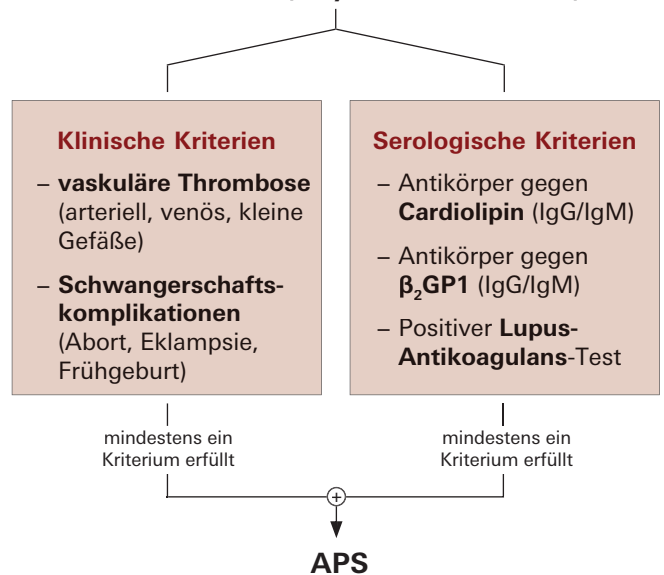 Klinische Kriterien
– vaskuläre Thrombose
(arteriell, venös, kleine
Gefäße)
– Schwangerschafts-
komplikationen
(Abort, Eklampsie,
Frühgeburt)
Serologische Kriterien
– Antikörper gegen
Cardiolipin (IgG/IgM)
– Antikörper gegen
β₂GP1 (IgG/IgM)
– Positiver Lupus-
Antikoagulans-Test
mindestens ein
Kriterium erfüllt
mindestens ein
Kriterium erfüllt
+
APS